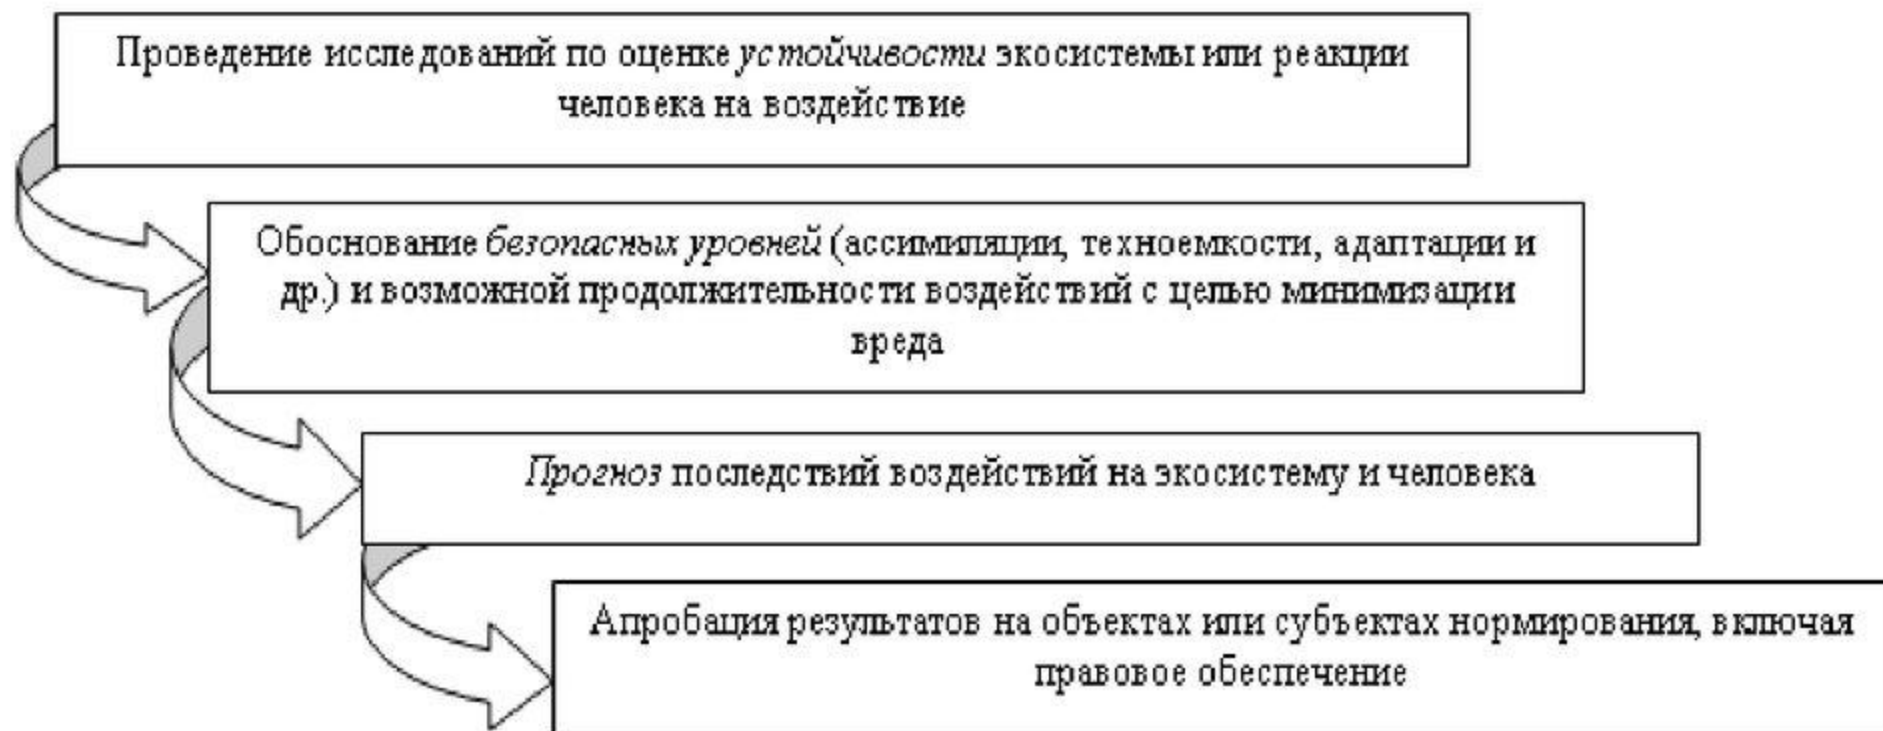 Проведение исследований по оценке устойчивости экосистемы или реакции
человека на воздействие
Обоснование безопасных уровней (ассимиляции, техноемкости, адаптации и
др.) и возможной продолжительности воздействий с целью минимизации
вреда
Прогноз последствий воздействий на экосистему и человека
Апробация результатов на объектах или субъектах нормирования, включая
правовое обеспечение